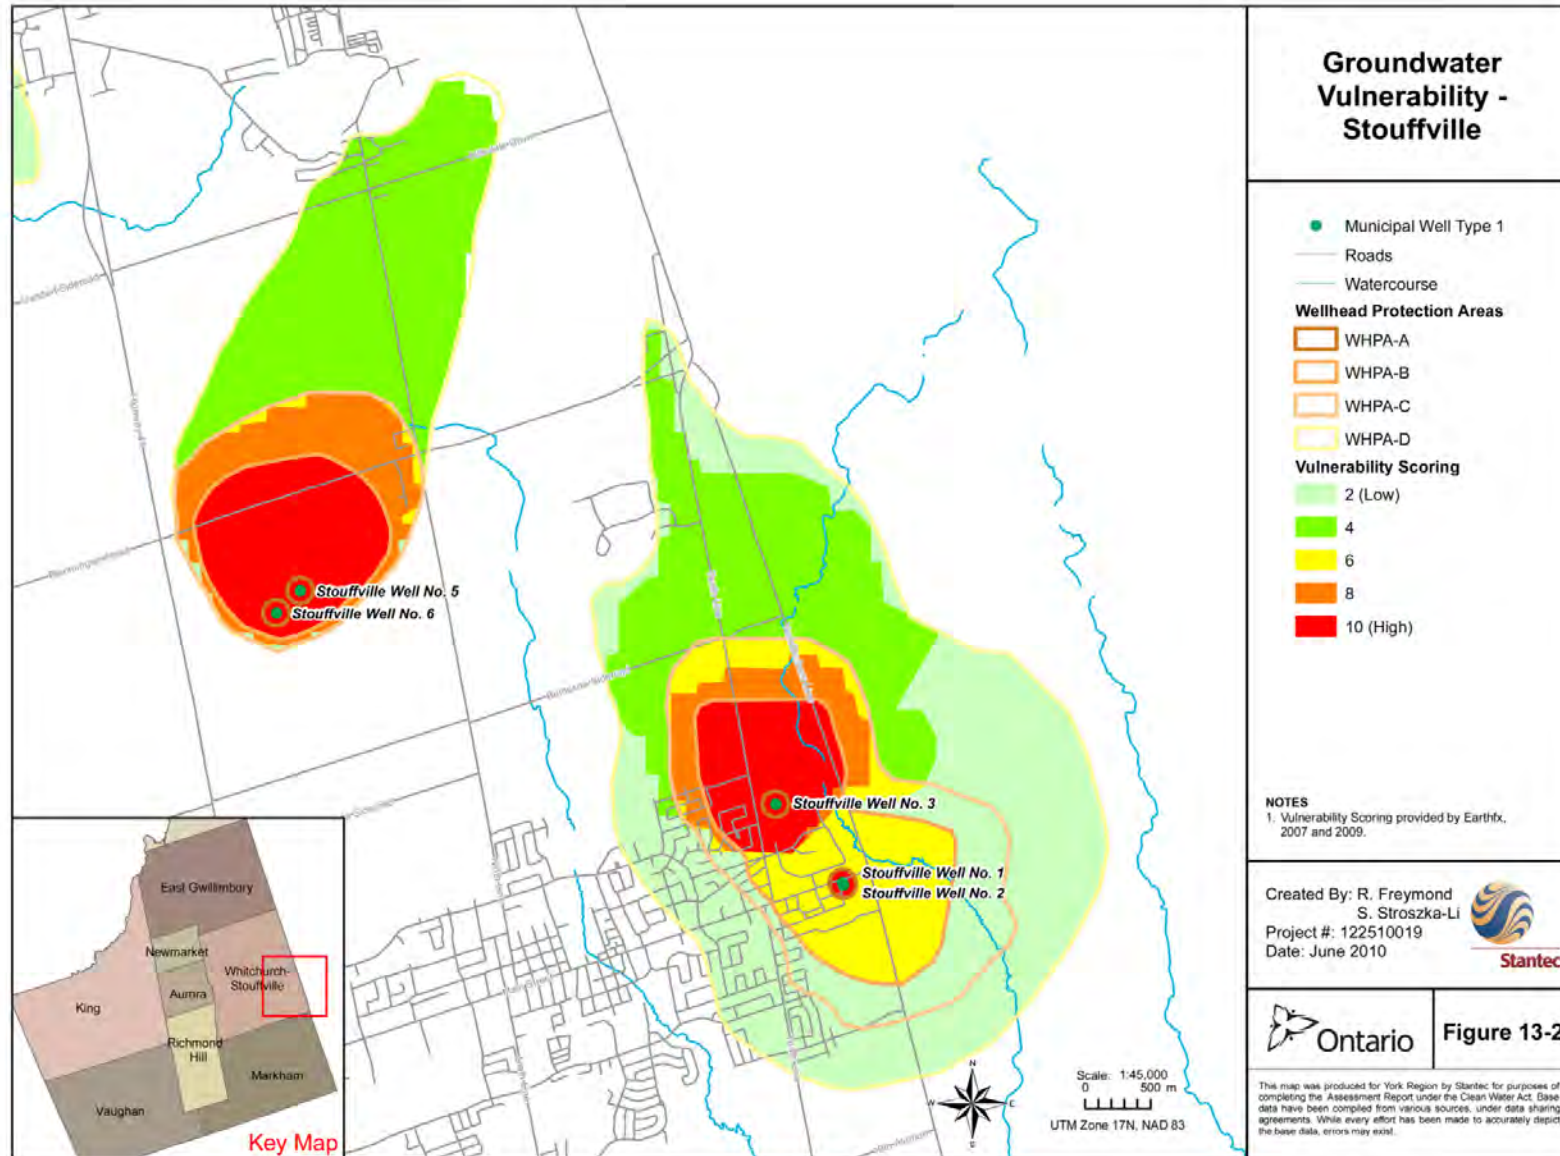 Groundwater
Vulnerability -
Stouffville
Municipal Well Type 1
Roads
Watercourse
Wellhead Protection Areas
WHPA-A
WHPA-B
WHPA-C
WHPA-D
Vulnerability Scoring
2 (Low)
4
6
8
10 (High)
NOTES
1. Vulnerability Scoring provided by Earthfx,
2007 and 2009.
Created By: R. Freymond
S. Stroszka-Li
Project #: 122510019
Date: June 2010
Stantec
Ontario
Figure 13-2
This map was produced for York Region by Stantec for purposes of
completing the Assessment Report under the Clean Water Act. Base
data have been compiled from various sources, under data sharing
agreements. While every effort has been made to accurately depict
the base data, errors may exist.
Stouffville Well No. 5
Stouffville Well No. 6
Stouffville Well No. 3
Stouffville Well No. 1
Stouffville Well No. 2
Main Street
East Gwillimbury
Newmarket
Whitchurch-
Stouffville
Aurora
King
Richmond
Hill
Markham
Vaughan
Key Map
N
W
E
S
Scale: 1:45,000
0 500 m
UTM Zone 17N, NAD 83